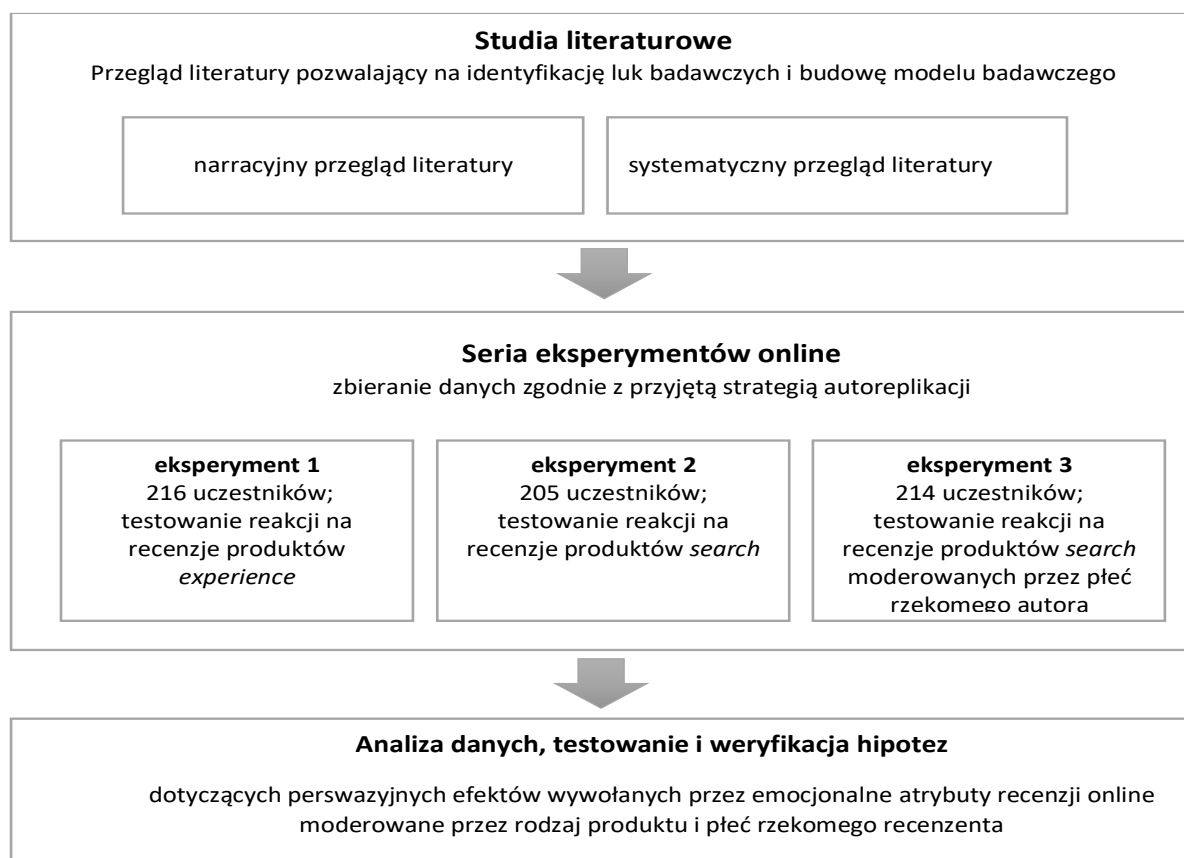 Studia literaturowe
Przegląd literatury pozwalający na identyfikację luk badawczych i budowę modelu badawczego
narracyjny przegląd literatury
systematyczny przegląd literatury
Seria eksperymentów online
zbieranie danych zgodnie z przyjętą strategią autoreplikacji
eksperyment 1
216 uczestników;
testowanie reakcji na
recenzje produktów
experience
eksperyment 2
205 uczestników;
testowanie reakcji na
recenzje produktów search
eksperyment 3
214 uczestników;
testowanie reakcji na
recenzje produktów search
moderowanych przez płeć
rzekomego autora
Analiza danych, testowanie i weryfikacja hipotez
dotyczących perswazyjnych efektów wywołanych przez emocjonalne atrybuty recenzji online
moderowane przez rodzaj produktu i płeć rzekomego recenzenta